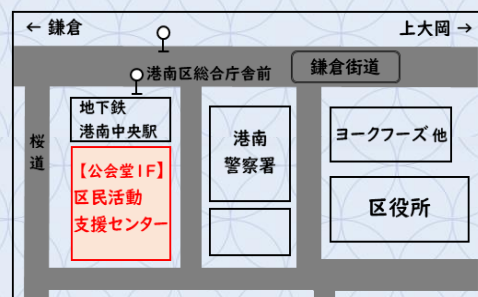 ← 鎌倉
上大岡 →
港南区総合庁舎前
鎌倉街道
地下鉄
港南中央駅
桜道
港南
警察署
ヨークフーズ 他
【公会堂1F】
区民活動
支援センター
区役所